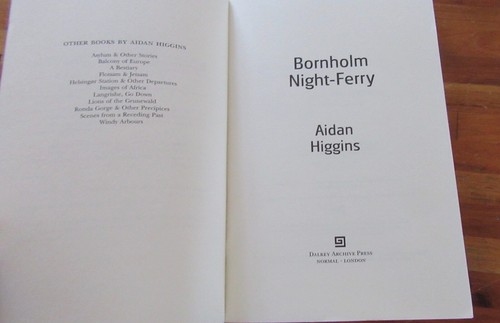 OTHER BOOKS BY AIDAN HIGGINS
Asylum & Other Stories
Balcony of Europe
A Bestiary
Flotsam & Jetsam
Helsingør Station & Other Departures
Images of Africa
Langrishe, Go Down
Lions of the Grunewald
Ronda Gorge & Other Precipices
Scenes from a Receding Past
Windy Arbours
Bornholm
Night-Ferry
Aidan
Higgins
DALKEY ARCHIVE PRESS
NORMAL · LONDON